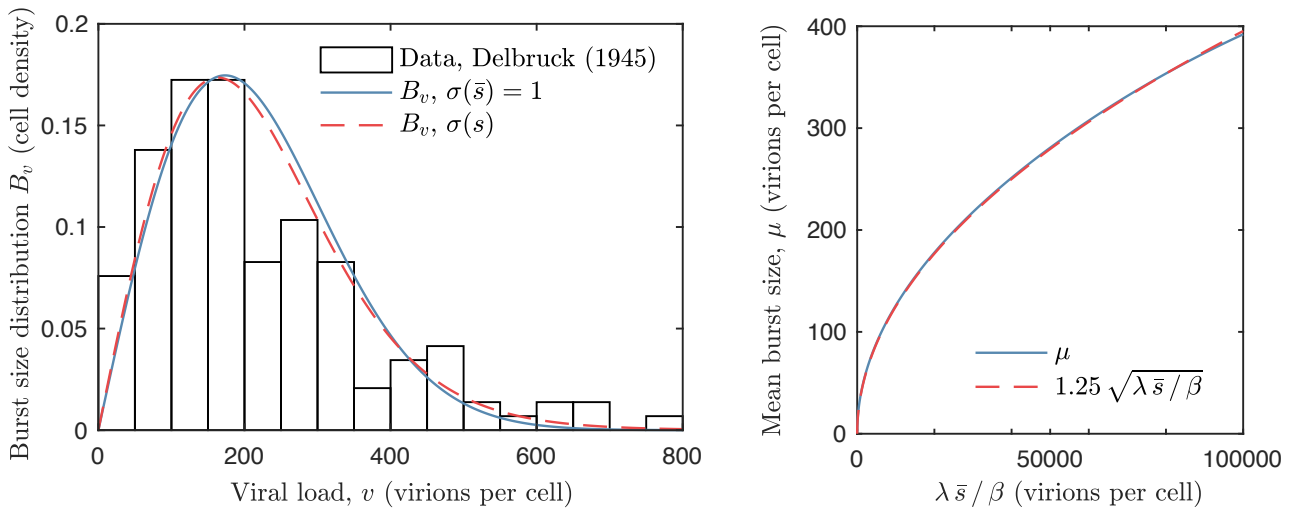 Burst size distribution B_v (cell density)
0.2
0.15
0.1
0.05
0
Data, Delbruck (1945)
B_v, σ(s̄) = 1
B_v, σ(s)
0 200 400 600 800
Viral load, v (virions per cell)
Mean burst size, μ (virions per cell)
400
300
200
100
0
μ
1.25 √(λ s̄ / β)
0 50000 100000
λ s̄ / β (virions per cell)